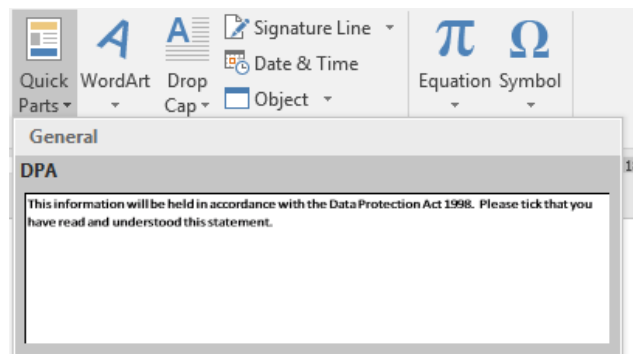 Signature Line
Date & Time
Object
Quick Parts
WordArt
Drop Cap
Equation
Symbol
General
DPA
This information will be held in accordance with the Data Protection Act 1998. Please tick that you
have read and understood this statement.